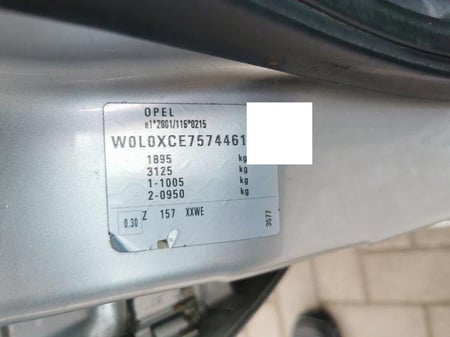 OPEL
e1*2001/116*0215
W0L0XCE7574461
1895 kg
3125 kg
1-1005 kg
2-0950 kg
0.30 Z 157 XXWE
3577